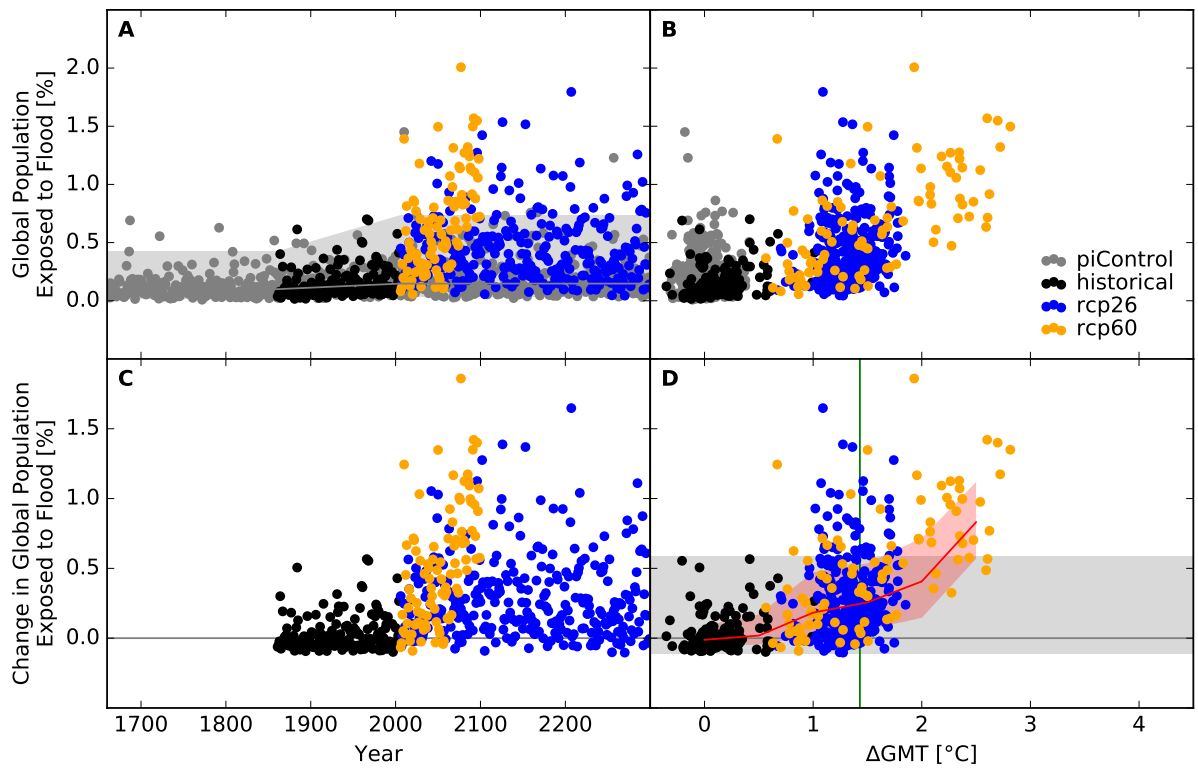 A
B
Global Population
Exposed to Flood [%]
2.0
1.5
1.0
0.5
0.0
piControl
historical
rcp26
rcp60
C
D
Change in Global Population
Exposed to Flood [%]
1.5
1.0
0.5
0.0
1700 1800 1900 2000 2100 2200
0 1 2 3 4
Year
ΔGMT [°C]